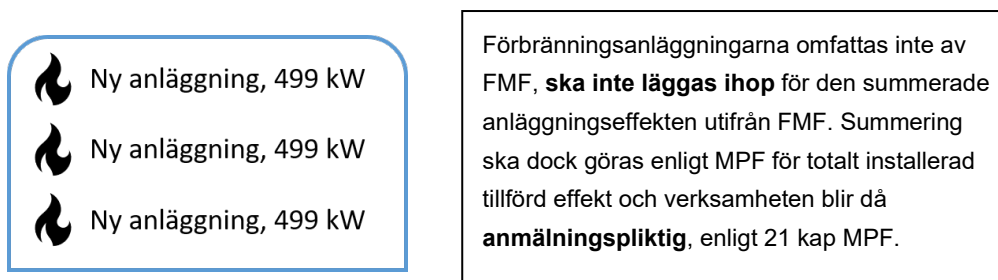 Ny anläggning, 499 kW
Ny anläggning, 499 kW
Ny anläggning, 499 kW
Förbränningsanläggningarna omfattas inte av
FMF, ska inte läggas ihop för den summerade
anläggningseffekten utifrån FMF. Summering
ska dock göras enligt MPF för totalt installerad
tillförd effekt och verksamheten blir då
anmälningspliktig, enligt 21 kap MPF.